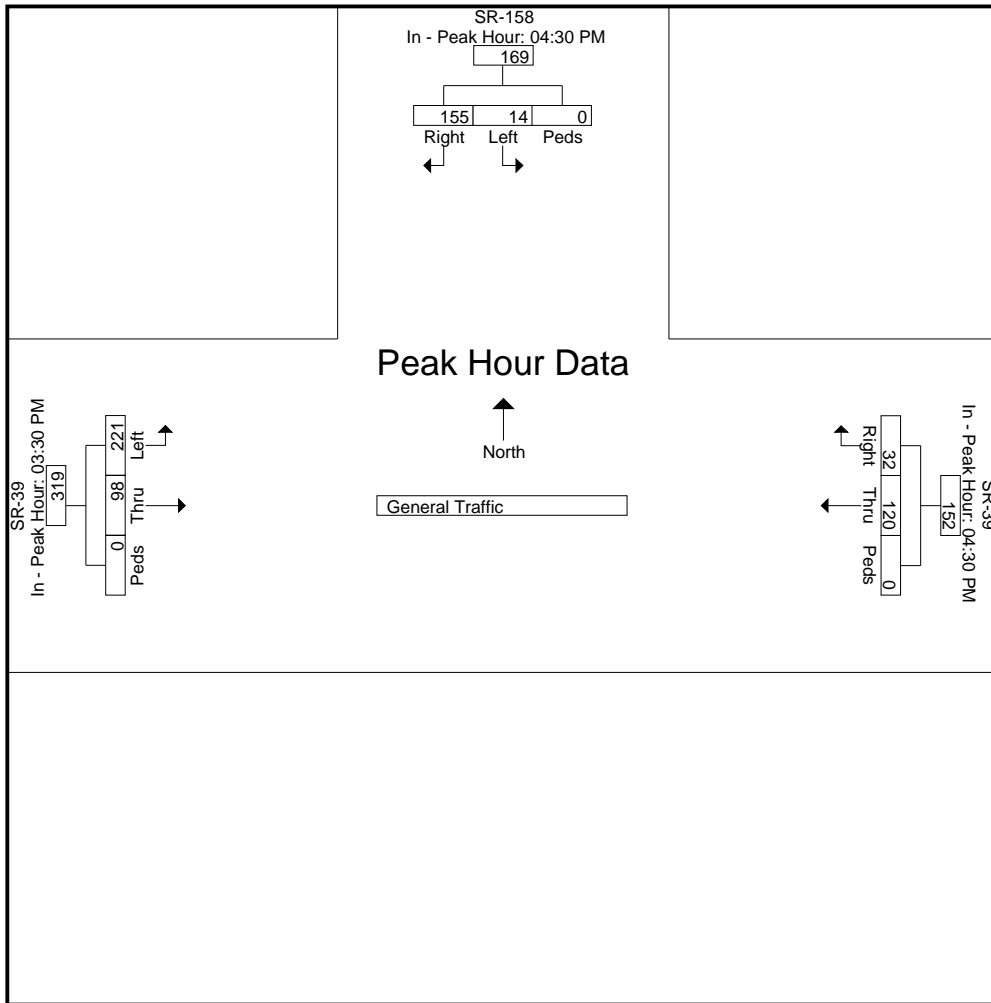 SR-158
In - Peak Hour: 04:30 PM
169
155 14 0
Right Left Peds
Peak Hour Data
North
General Traffic
SR-39
In - Peak Hour: 03:30 PM
319
221 98 0
Left Thru Peds
SR-39
In - Peak Hour: 04:30 PM
152
32 120 0
Right Thru Peds